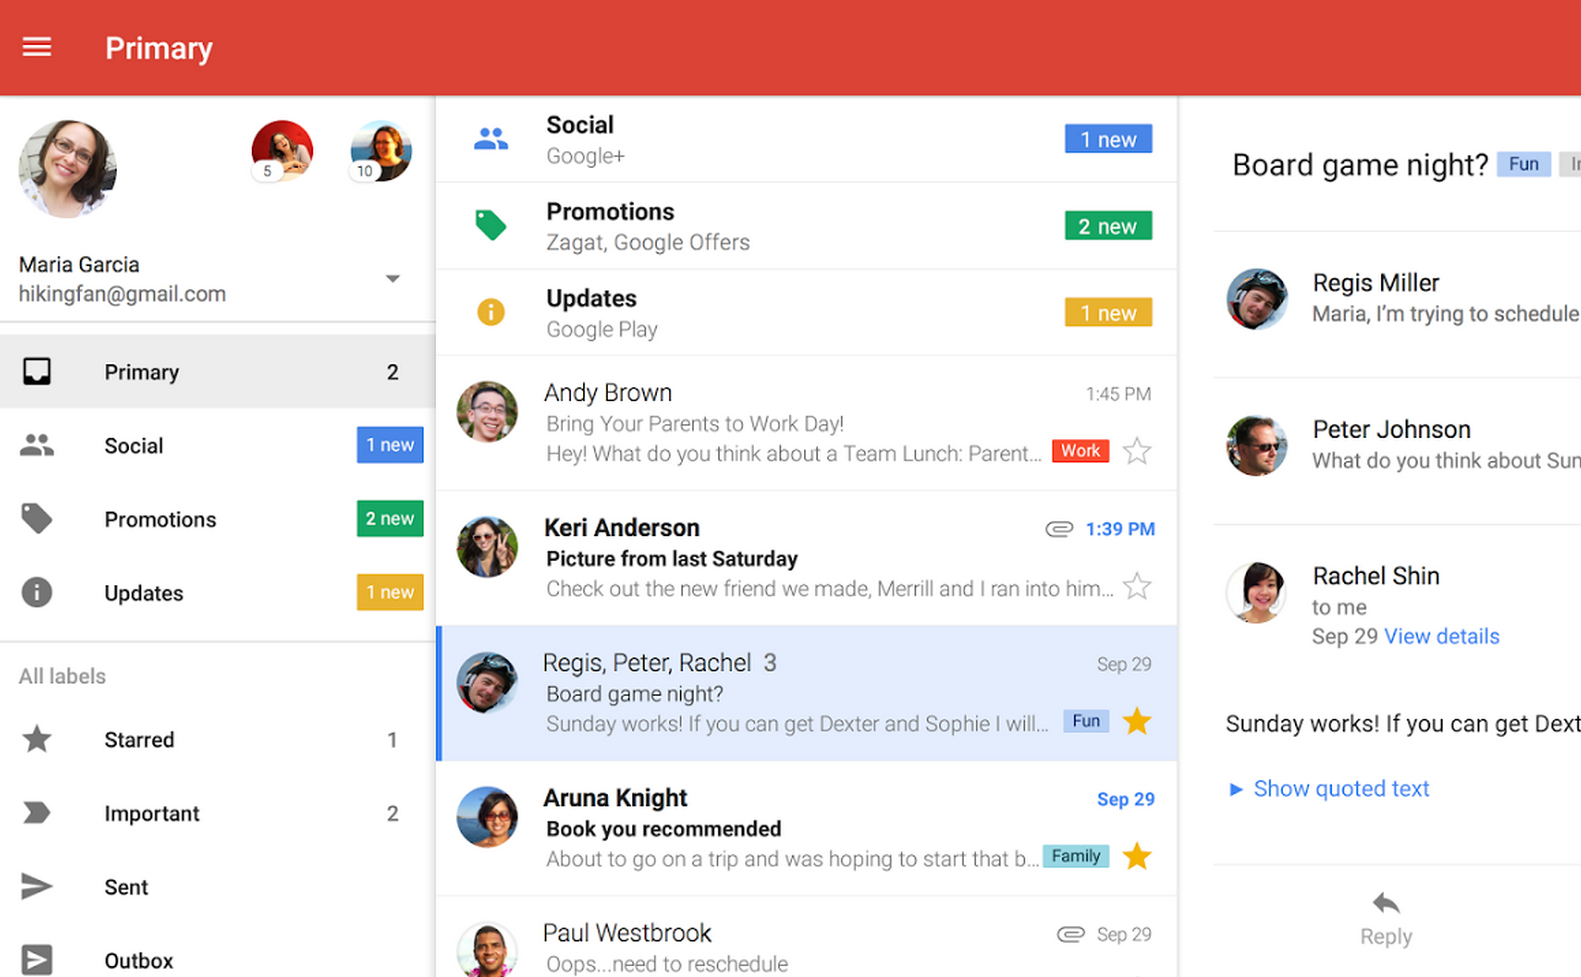 Primary
5
10
Maria Garcia
hikingfan@gmail.com
Primary 2
Social 1 new
Promotions 2 new
Updates 1 new
All labels
Starred 1
Important 2
Sent
Outbox
Social
Google+
1 new
Promotions
Zagat, Google Offers
2 new
Updates
Google Play
1 new
Andy Brown 1:45 PM
Bring Your Parents to Work Day!
Hey! What do you think about a Team Lunch: Parent... Work
Keri Anderson 1:39 PM
Picture from last Saturday
Check out the new friend we made, Merrill and I ran into him...
Regis, Peter, Rachel 3 Sep 29
Board game night?
Sunday works! If you can get Dexter and Sophie I will... Fun
Aruna Knight Sep 29
Book you recommended
About to go on a trip and was hoping to start that b... Family
Paul Westbrook Sep 29
Oops...need to reschedule
Board game night? Fun In
Regis Miller
Maria, I'm trying to schedule
Peter Johnson
What do you think about Sun
Rachel Shin
to me
Sep 29 View details
Sunday works! If you can get Dext
Show quoted text
Reply